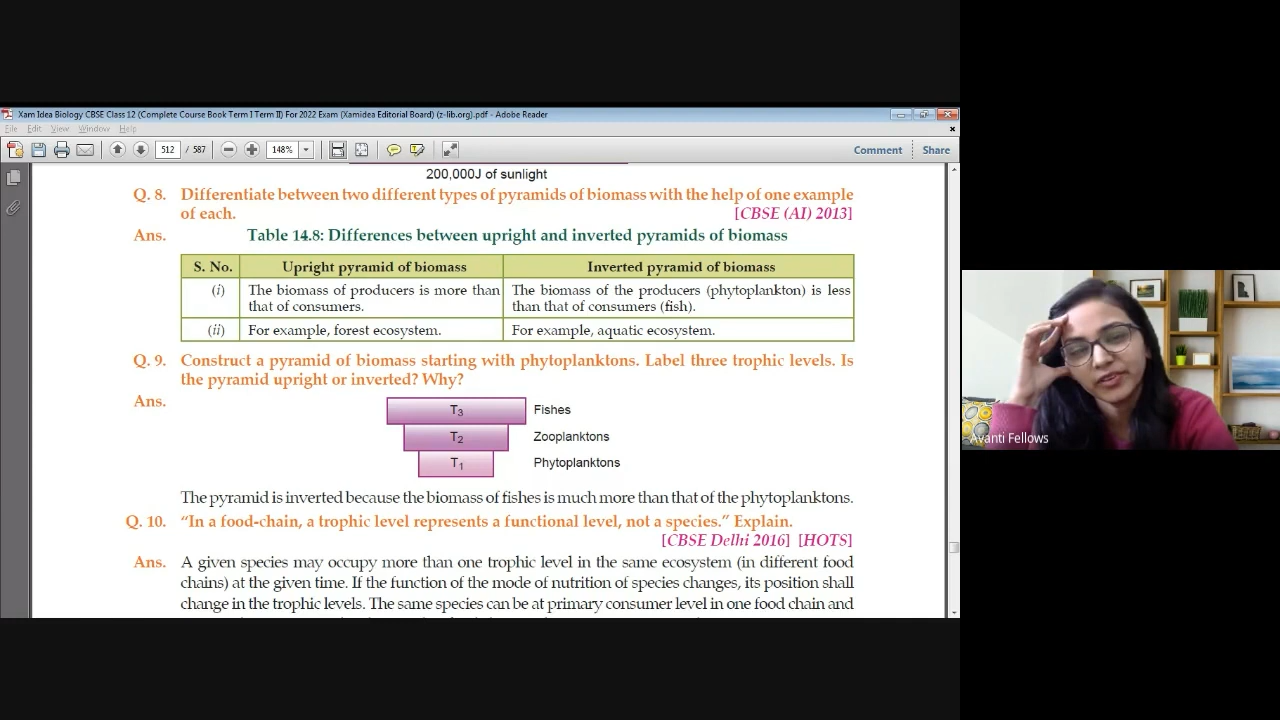 Xam Idea Biology CBSE Class 12 (Complete Course Book Term I Term II) For 2022 Exam (Xamidea Editorial Board) (z-lib.org).pdf - Adobe Reader
File Edit View Window Help
512 / 587 148% Comment Share
200,000J of sunlight
Q. 8. Differentiate between two different types of pyramids of biomass with the help of one example
of each. [CBSE (AI) 2013]
Ans. Table 14.8: Differences between upright and inverted pyramids of biomass
S. No. Upright pyramid of biomass Inverted pyramid of biomass
(i) The biomass of producers is more than The biomass of the producers (phytoplankton) is less
that of consumers. than that of consumers (fish).
(ii) For example, forest ecosystem. For example, aquatic ecosystem.
Q. 9. Construct a pyramid of biomass starting with phytoplanktons. Label three trophic levels. Is
the pyramid upright or inverted? Why?
Ans.
T3 Fishes
T2 Zooplanktons
T1 Phytoplanktons
The pyramid is inverted because the biomass of fishes is much more than that of the phytoplanktons.
Q. 10. “In a food-chain, a trophic level represents a functional level, not a species.” Explain.
[CBSE Delhi 2016] [HOTS]
Ans. A given species may occupy more than one trophic level in the same ecosystem (in different food
chains) at the given time. If the function of the mode of nutrition of species changes, its position shall
change in the trophic levels. The same species can be at primary consumer level in one food chain and
Avanti Fellows